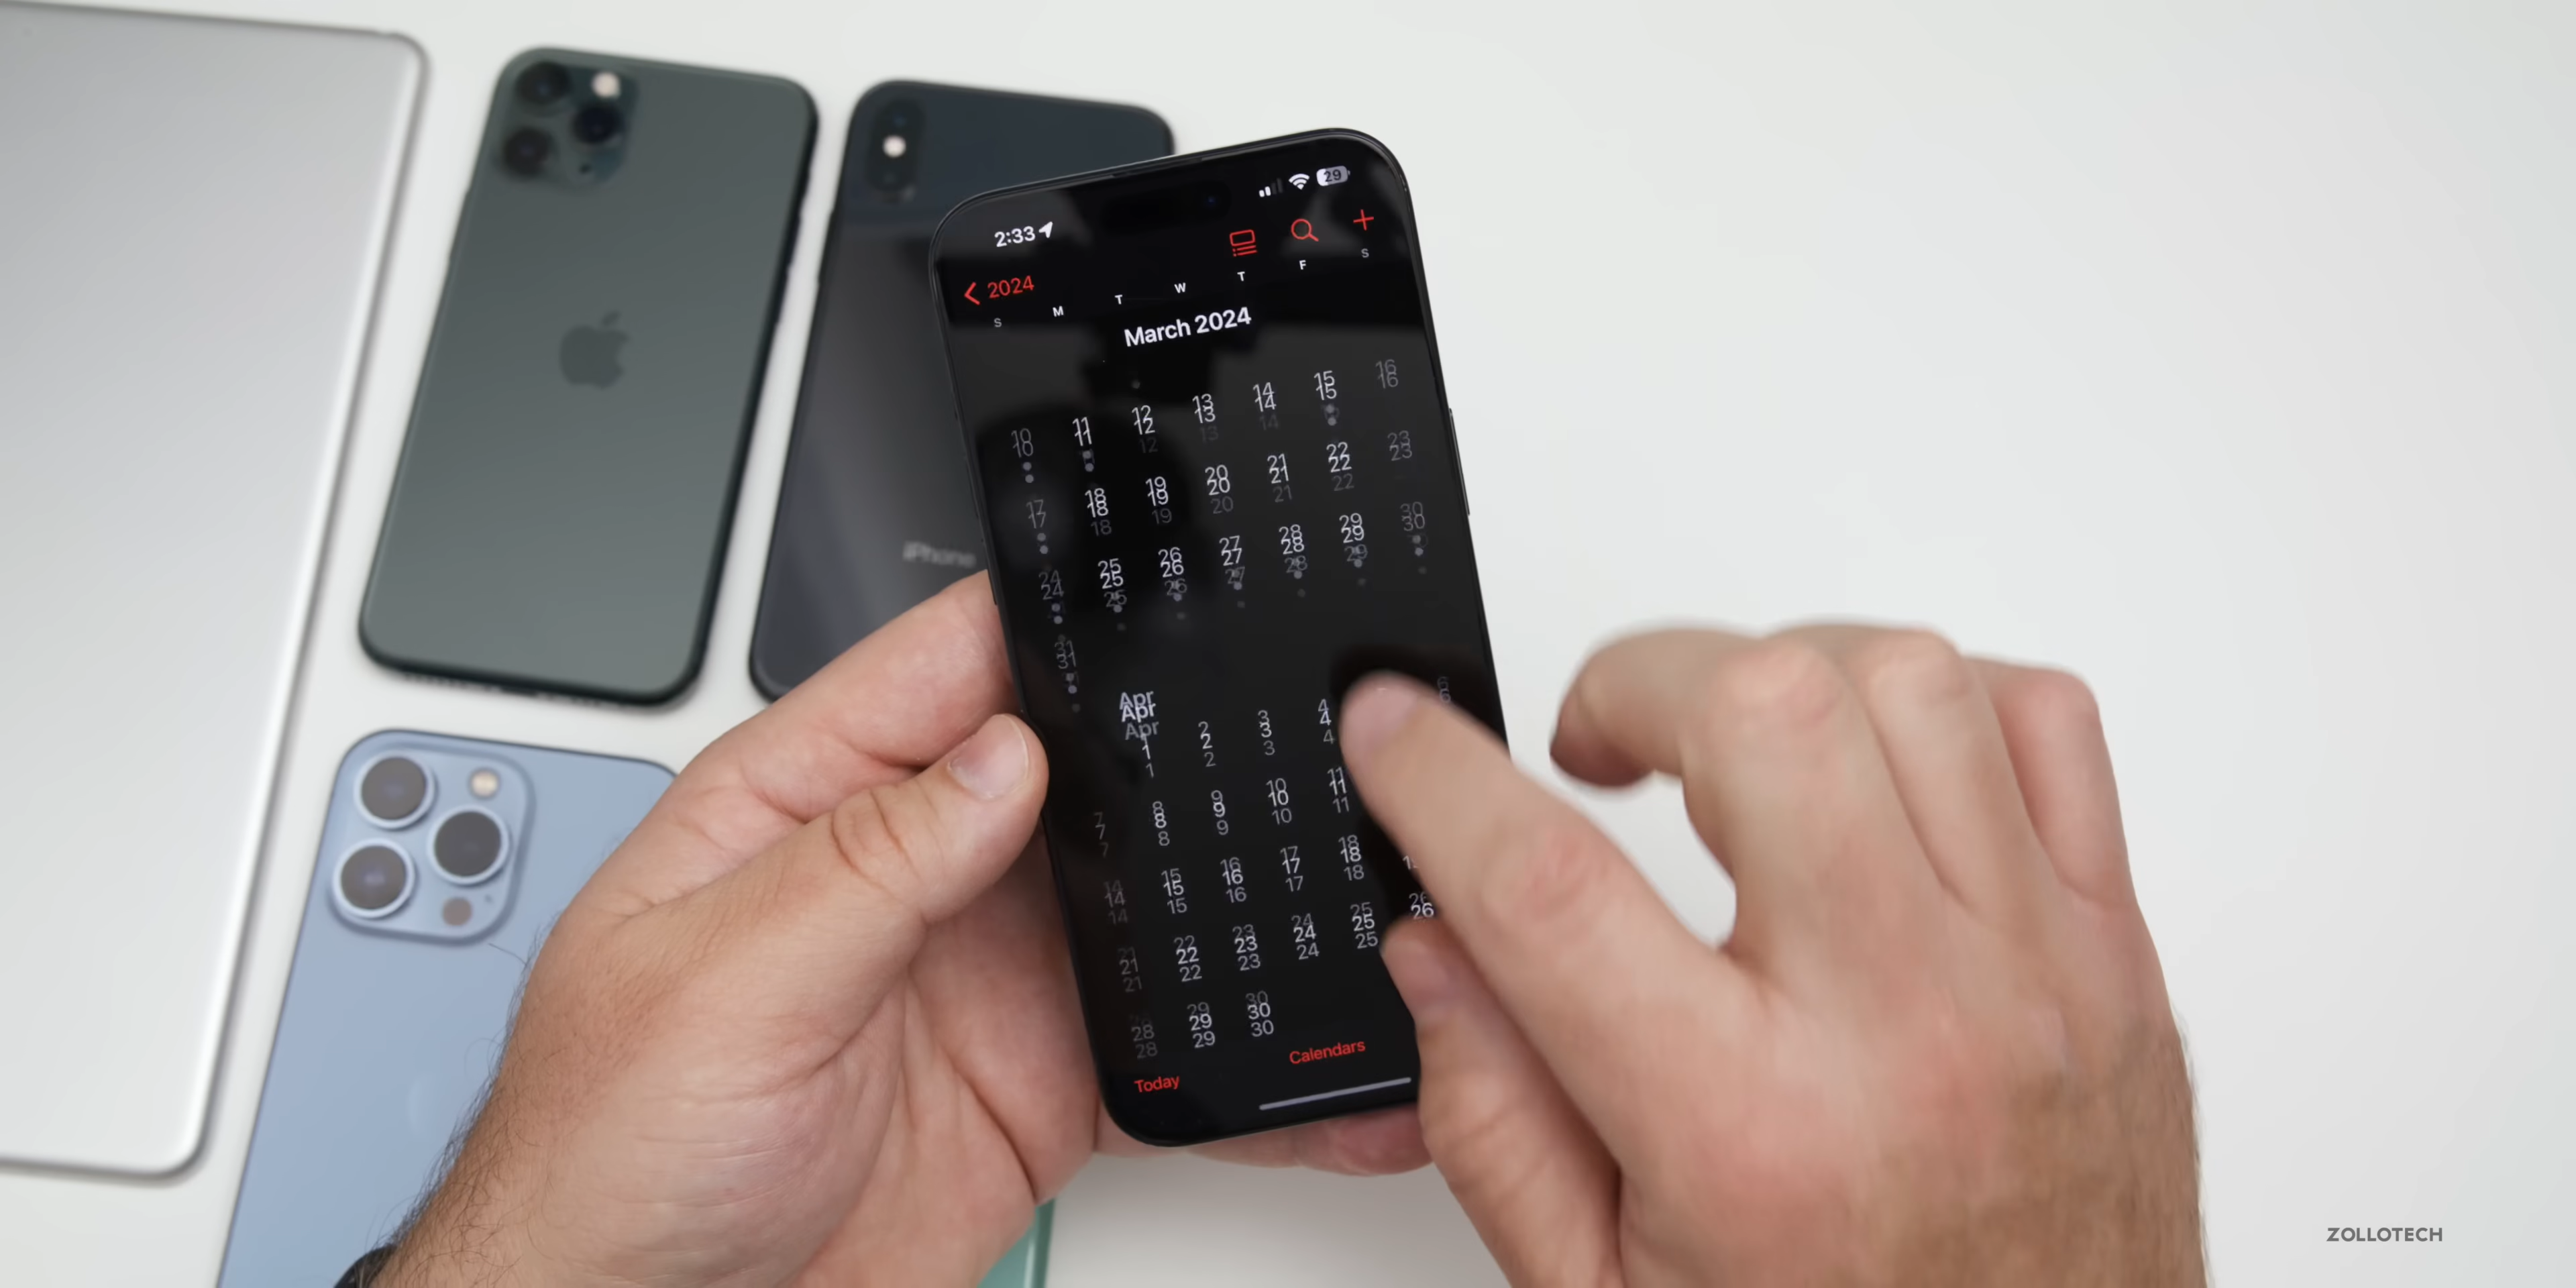 2:33
29
2024
S M T W T F S
March 2024
10 11 12 13 14 15 16
17 18 19 20 21 22 23
24 25 26 27 28 29 30
31
Apr
1 2 3 4 6
7 8 9 10 11
14 15 16 17 18
21 22 23 24 25 26
28 29 30
Today Calendars
iPhone
ZOLLOTECH